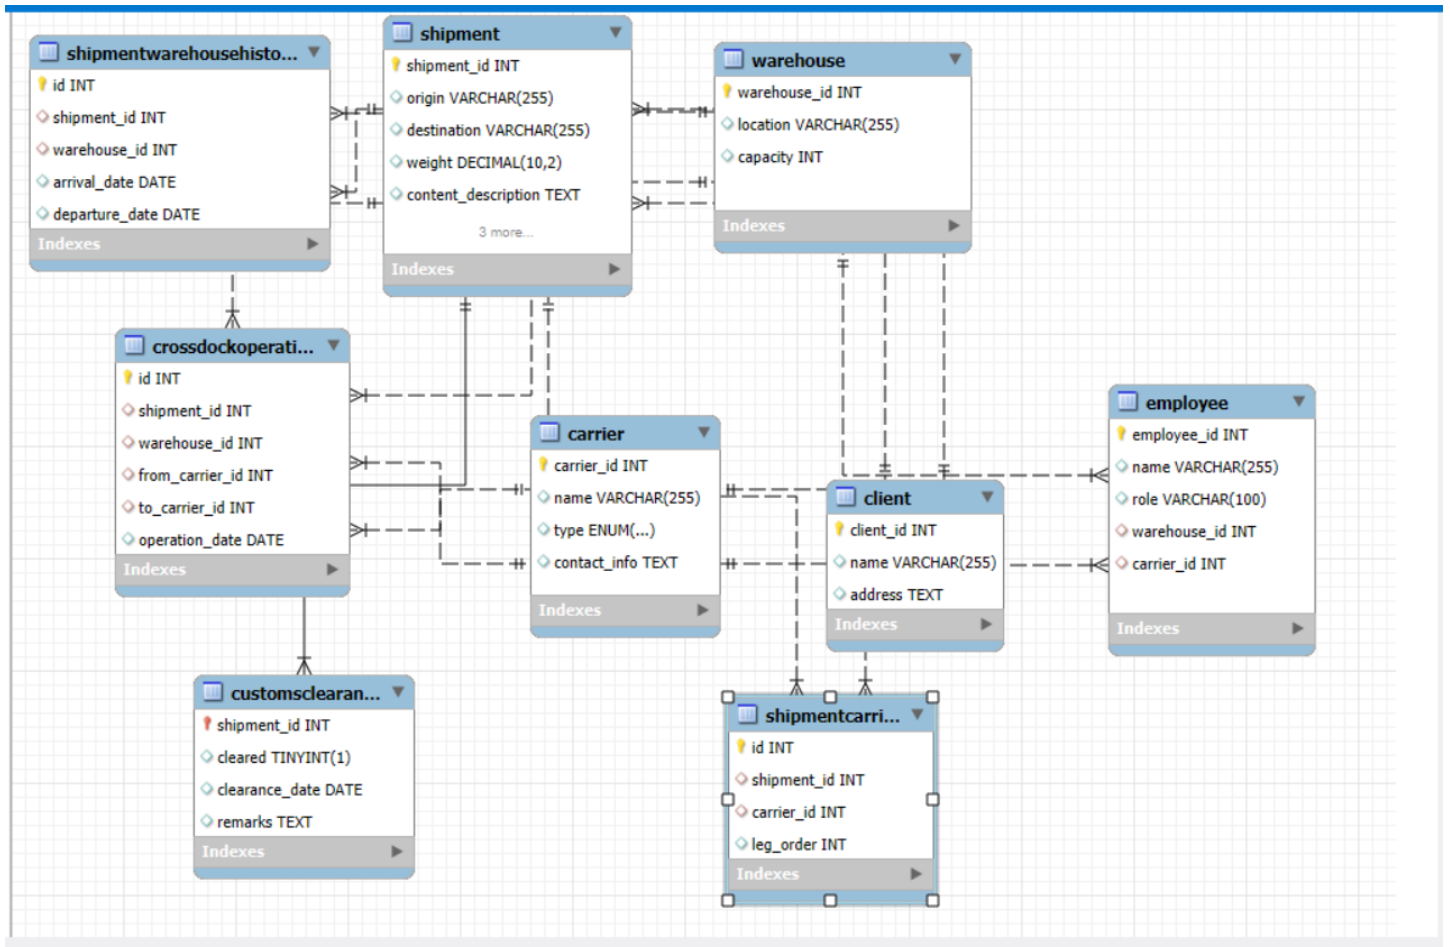 shipmentwarehousehisto...
id INT
shipment_id INT
warehouse_id INT
arrival_date DATE
departure_date DATE
Indexes
shipment
shipment_id INT
origin VARCHAR(255)
destination VARCHAR(255)
weight DECIMAL(10,2)
content_description TEXT
3 more...
Indexes
warehouse
warehouse_id INT
location VARCHAR(255)
capacity INT
Indexes
crossdockoperati...
id INT
shipment_id INT
warehouse_id INT
from_carrier_id INT
to_carrier_id INT
operation_date DATE
Indexes
carrier
carrier_id INT
name VARCHAR(255)
type ENUM(...)
contact_info TEXT
Indexes
client
client_id INT
name VARCHAR(255)
address TEXT
Indexes
employee
employee_id INT
name VARCHAR(255)
role VARCHAR(100)
warehouse_id INT
carrier_id INT
Indexes
customsclearan...
shipment_id INT
cleared TINYINT(1)
clearance_date DATE
remarks TEXT
Indexes
shipmentcarri...
id INT
shipment_id INT
carrier_id INT
leg_order INT
Indexes